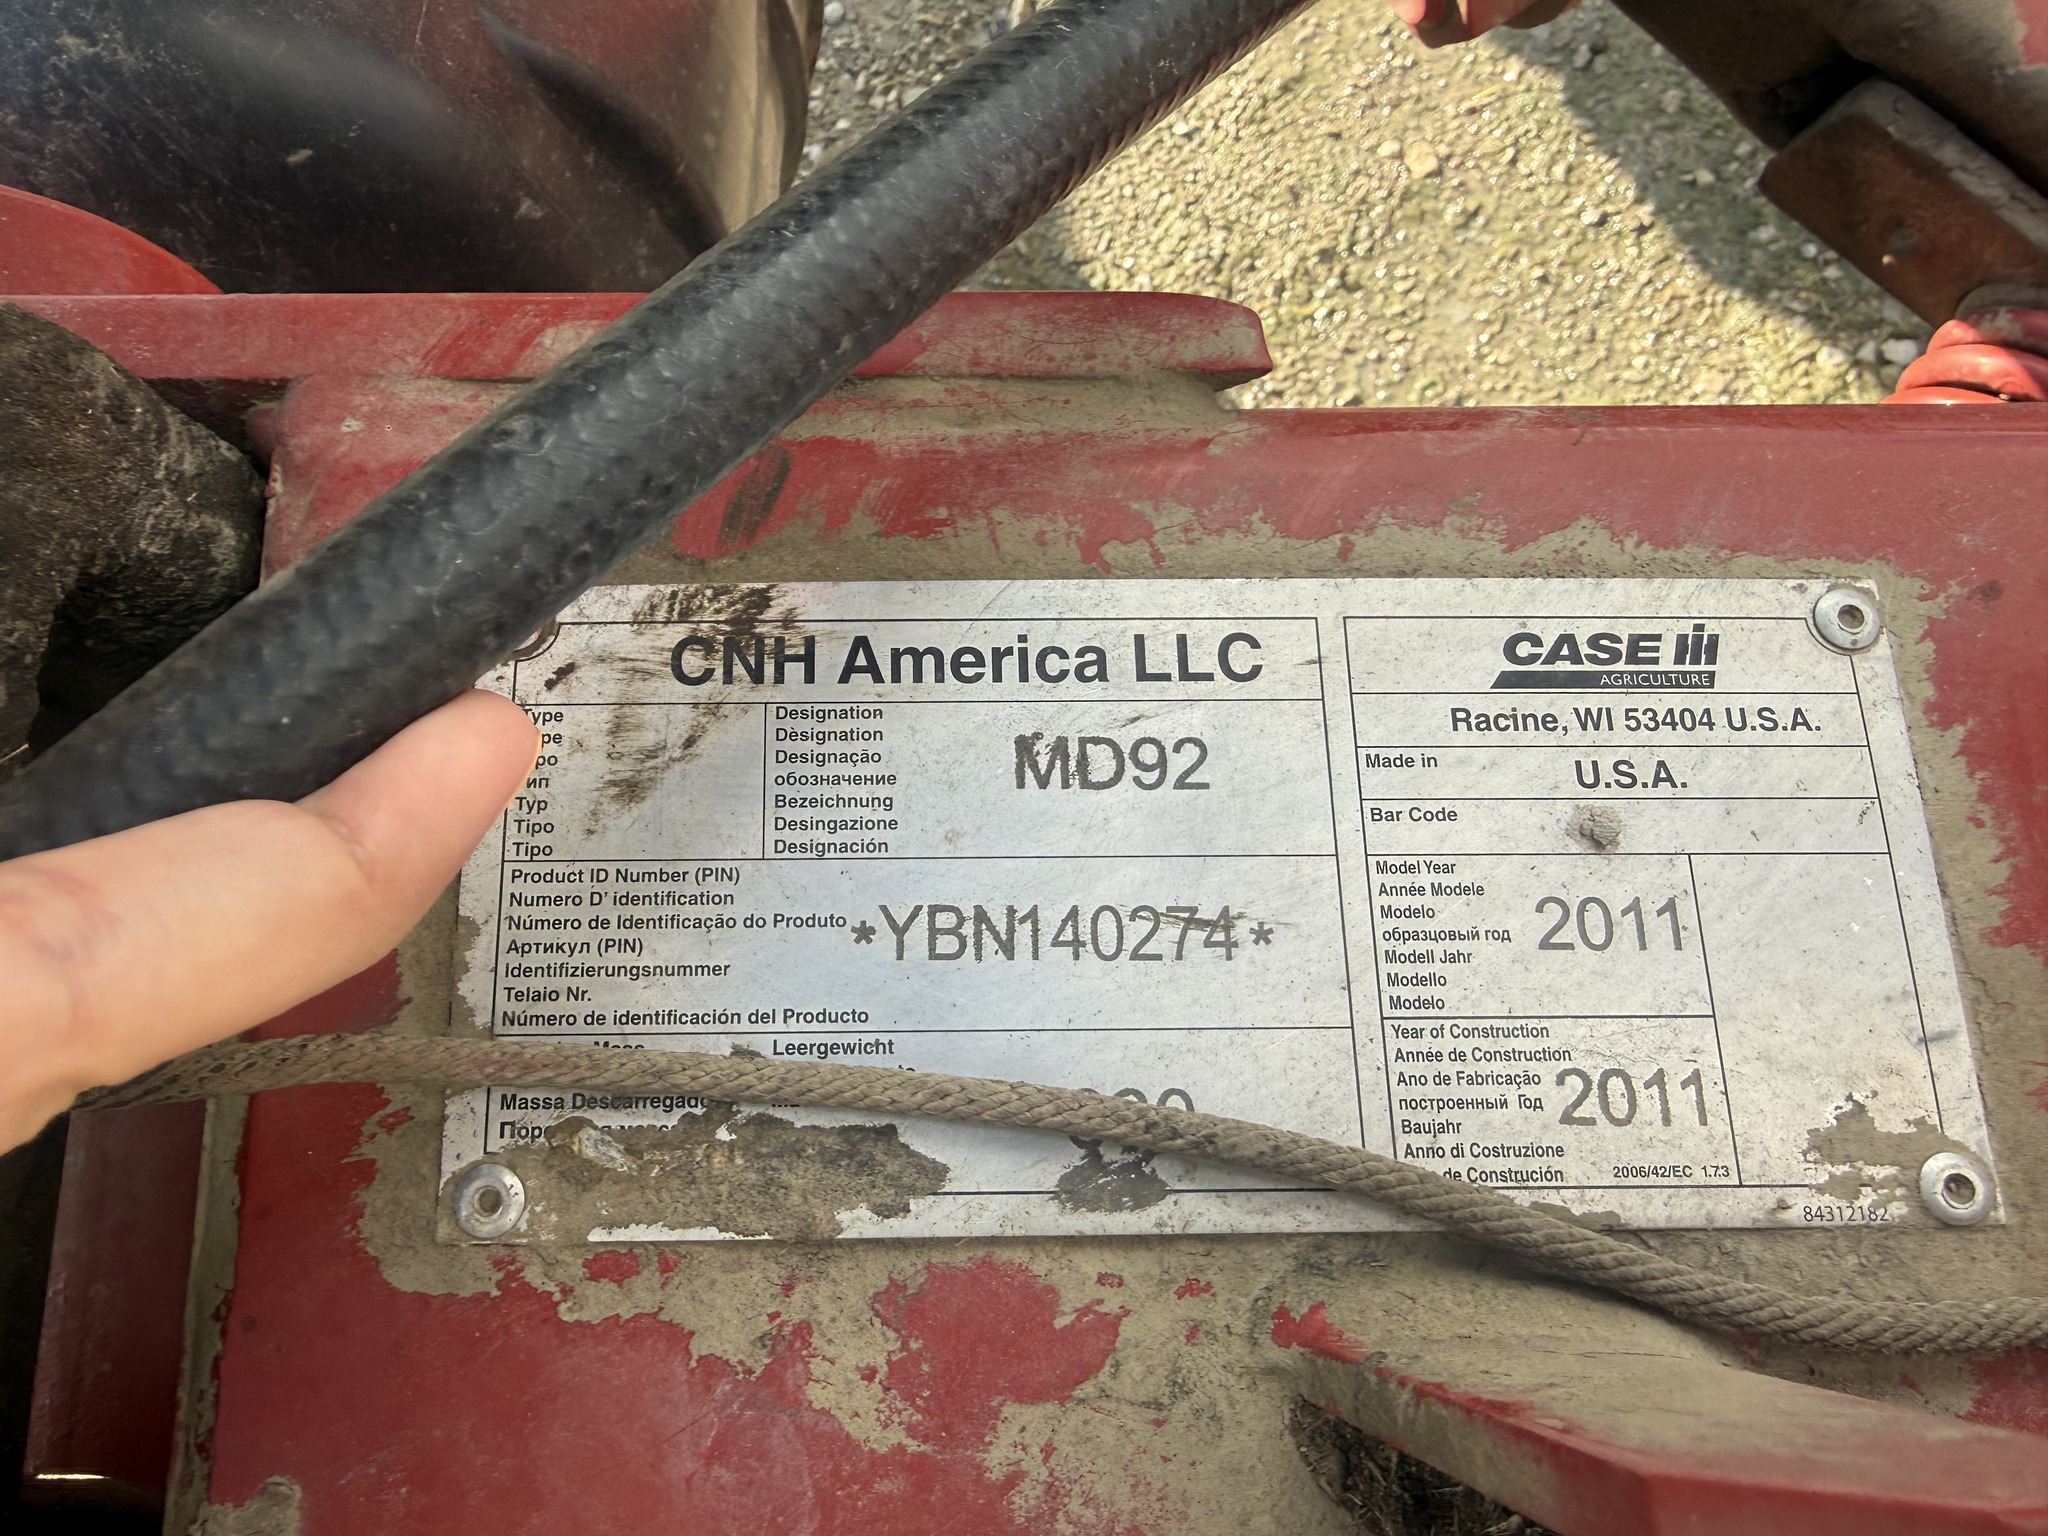 CNH America LLC
Type
Tipo
Typ
Tipo
Tipo
Designation
Dèsignation
Designação
обозначение
Bezeichnung
Desingazione
Designación
MD92
Product ID Number (PIN)
Numero D' identification
Número de Identificação do Produto
Артикул (PIN)
Identifizierungsnummer
Telaio Nr.
Número de identificación del Producto
*YBN140274*
Leergewicht
Massa
CASE IH
AGRICULTURE
Racine, WI 53404 U.S.A.
Made in
U.S.A.
Bar Code
Model Year
Année Modele
Modelo
образцовый год
Modell Jahr
Modello
Modelo
2011
Year of Construction
Année de Construction
Ano de Fabricação
построенный Год
Baujahr
Anno di Costruzione
de Construción
2011
2006/42/EC 1.7.3
84312182